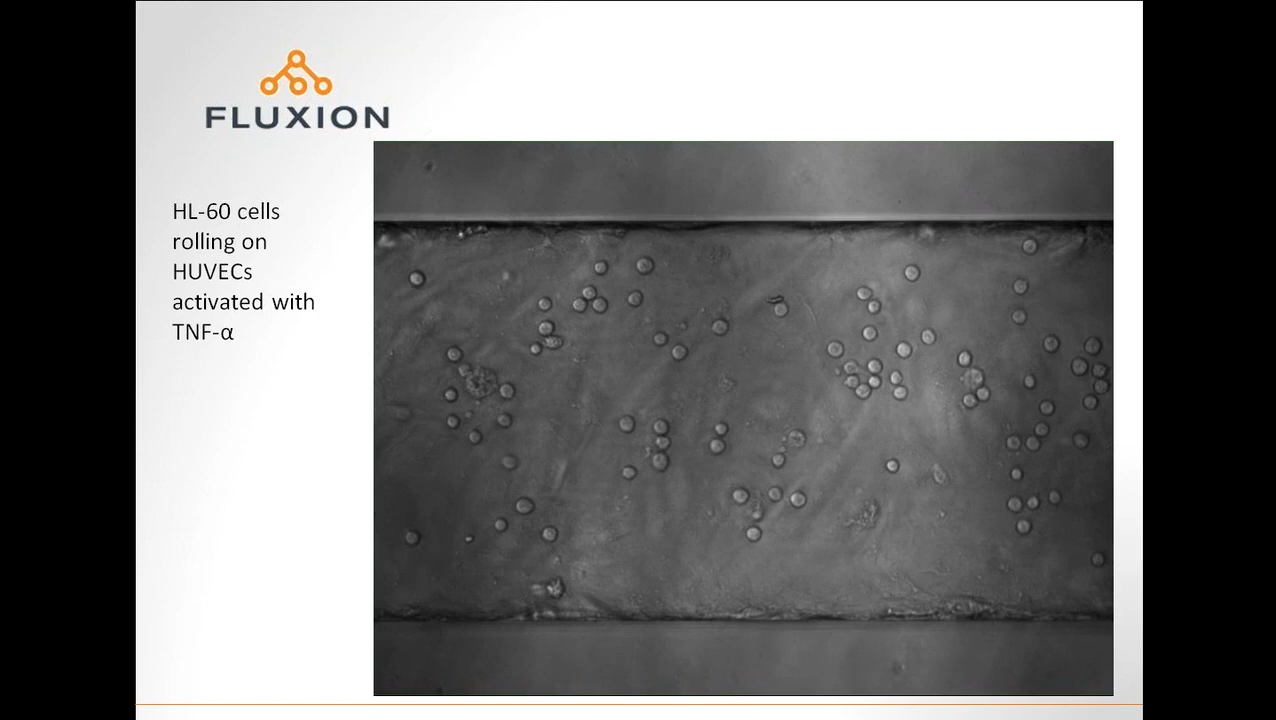 FLUXION
HL-60 cells
rolling on
HUVECs
activated with
TNF-α